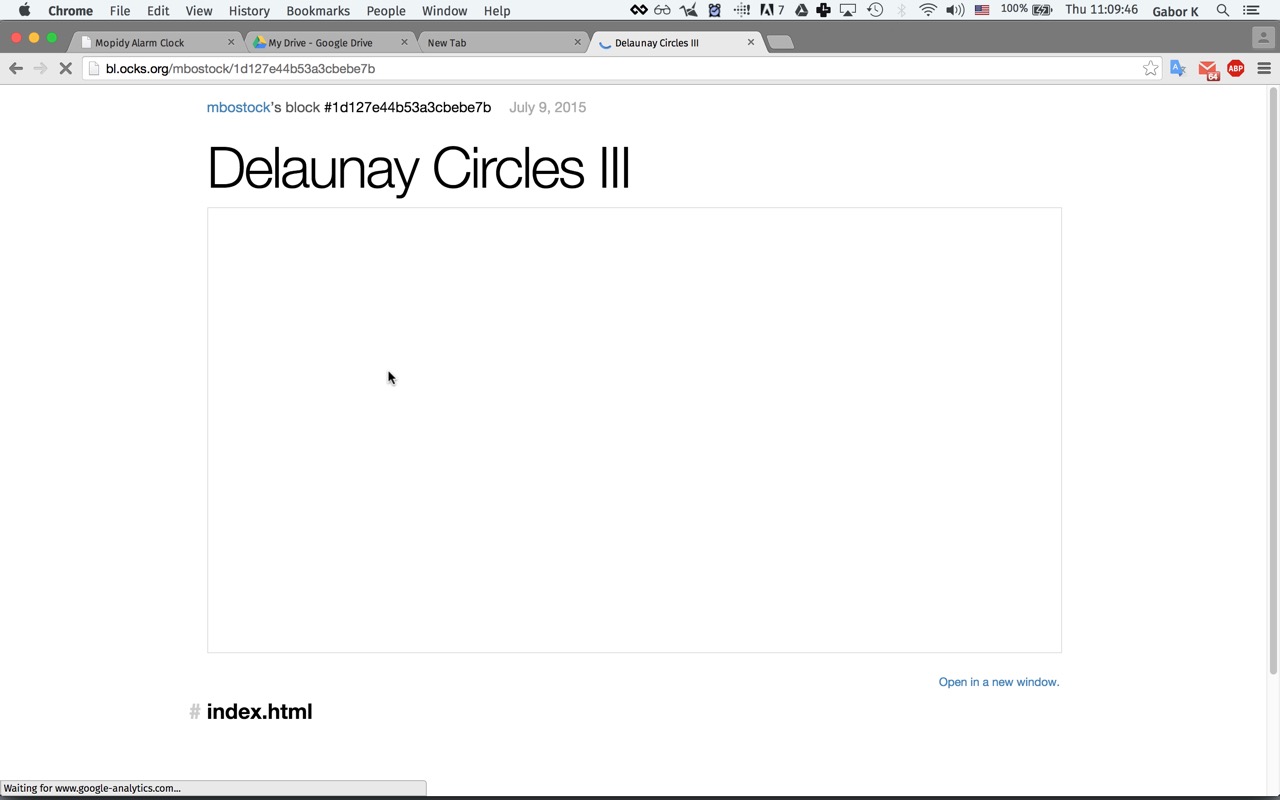 Chrome File Edit View History Bookmarks People Window Help 7 100% Thu 11:09:46 Gabor K
Mopidy Alarm Clock My Drive - Google Drive New Tab Delaunay Circles III
bl.ocks.org/mbostock/1d127e44b53a3cbebe7b 64 ABP
mbostock's block #1d127e44b53a3cbebe7b July 9, 2015
Delaunay Circles III
Open in a new window.
# index.html
Waiting for www.google-analytics.com...